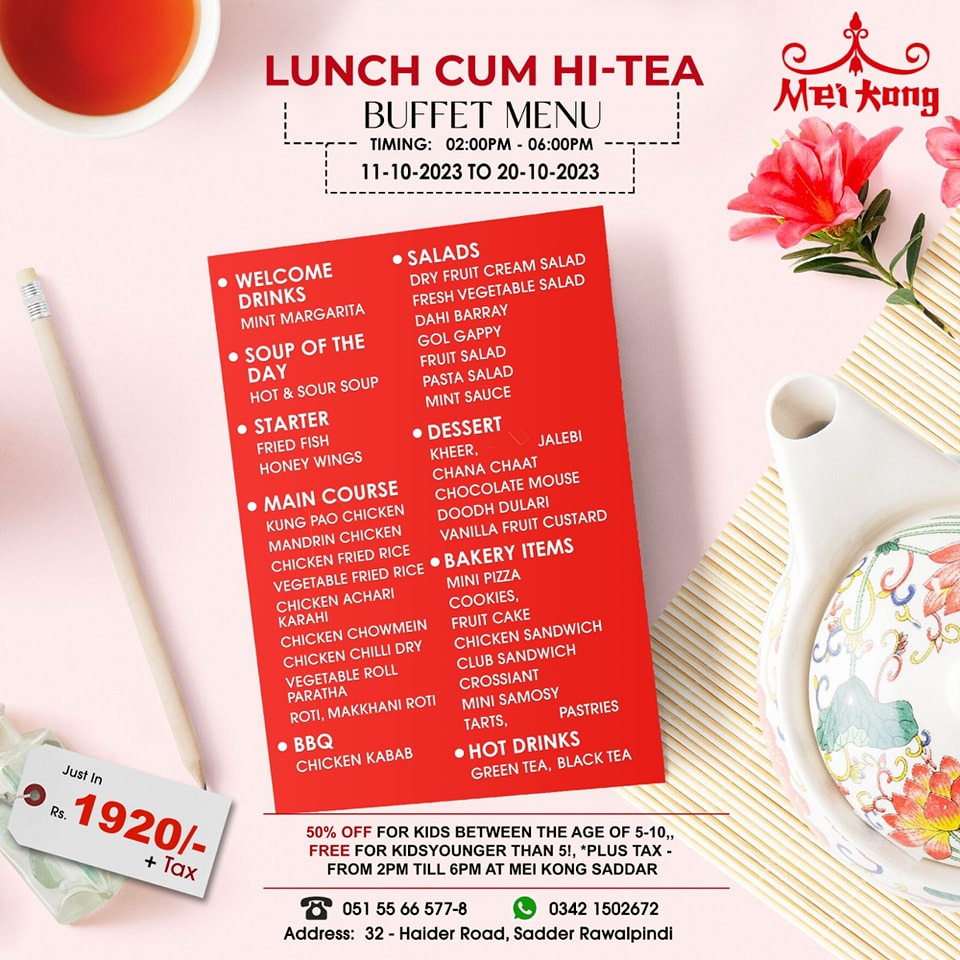 LUNCH CUM HI-TEA
BUFFET MENU
TIMING: 02:00PM - 06:00PM
11-10-2023 TO 20-10-2023
Mei Kong
WELCOME
DRINKS
MINT MARGARITA
SOUP OF THE
DAY
HOT & SOUR SOUP
STARTER
FRIED FISH
HONEY WINGS
MAIN COURSE
KUNG PAO CHICKEN
MANDRIN CHICKEN
CHICKEN FRIED RICE
VEGETABLE FRIED RICE
CHICKEN ACHARI
KARAHI
CHICKEN CHOWMEIN
CHICKEN CHILLI DRY
VEGETABLE ROLL
PARATHA
ROTI, MAKKHANI ROTI
BBQ
CHICKEN KABAB
SALADS
DRY FRUIT CREAM SALAD
FRESH VEGETABLE SALAD
DAHI BARRAY
GOL GAPPY
FRUIT SALAD
PASTA SALAD
MINT SAUCE
DESSERT
KHEER, JALEBI
CHANA CHAAT
CHOCOLATE MOUSE
DOODH DULARI
VANILLA FRUIT CUSTARD
BAKERY ITEMS
MINI PIZZA
COOKIES,
FRUIT CAKE
CHICKEN SANDWICH
CLUB SANDWICH
CROSSIANT
MINI SAMOSY
TARTS, PASTRIES
HOT DRINKS
GREEN TEA, BLACK TEA
Just In
Rs. 1920/-
+ Tax
50% OFF FOR KIDS BETWEEN THE AGE OF 5-10,,
FREE FOR KIDSYOUNGER THAN 5!, *PLUS TAX -
FROM 2PM TILL 6PM AT MEI KONG SADDAR
051 55 66 577-8 0342 1502672
Address: 32 - Haider Road, Sadder Rawalpindi